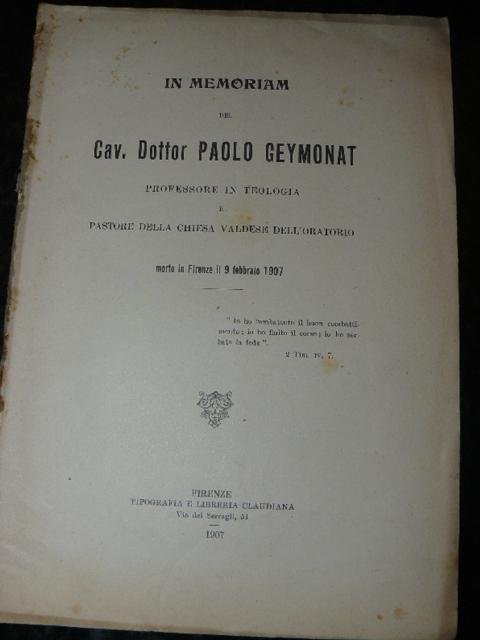 IN MEMORIAM
DEL
Cav. Dottor PAOLO GEYMONAT
PROFESSORE IN TEOLOGIA
E
PASTORE DELLA CHIESA VALDESE DELL'ORATORIO
morto in Firenze il 9 febbraio 1907
" Io ho combattuto il buon combatti-
mento; io ho finito il corso; io ho ser-
bata la fede ".
2 Tim. IV, 7.
FIRENZE
TIPOGRAFIA E LIBRERIA CLAUDIANA
Via dei Serragli, 51
1907